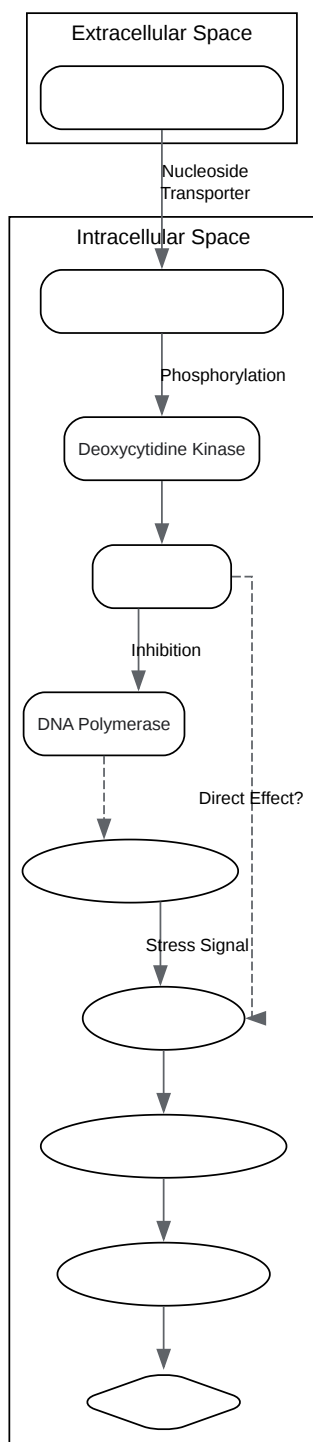 Extracellular Space
Nucleoside
Transporter
Intracellular Space
Phosphorylation
Deoxycytidine Kinase
Inhibition
DNA Polymerase
Direct Effect?
Stress Signal